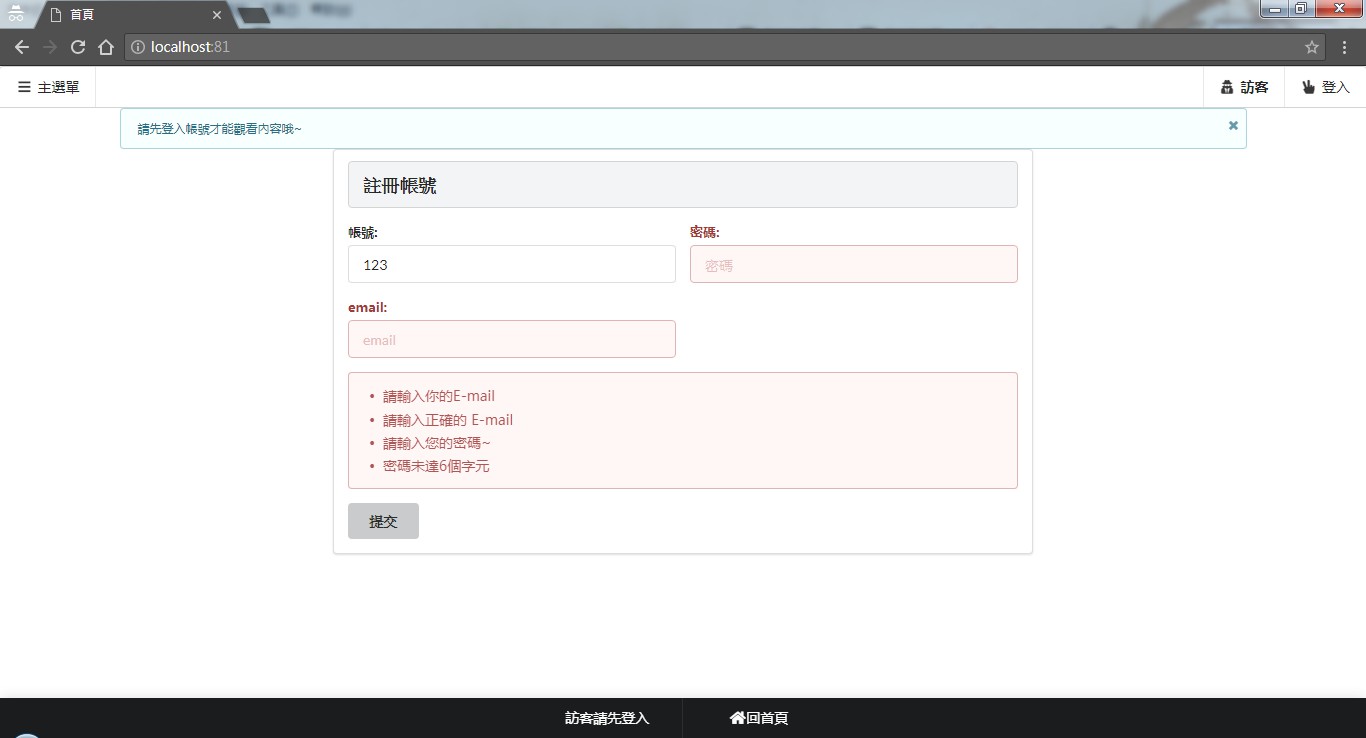 首頁
localhost:81
主選單
訪客
登入
請先登入帳號才能觀看內容哦~
註冊帳號
帳號:
密碼:
123
密碼
email:
email
• 請輸入你的E-mail
• 請輸入正確的 E-mail
• 請輸入您的密碼~
• 密碼未達6個字元
提交
訪客請先登入
回首頁